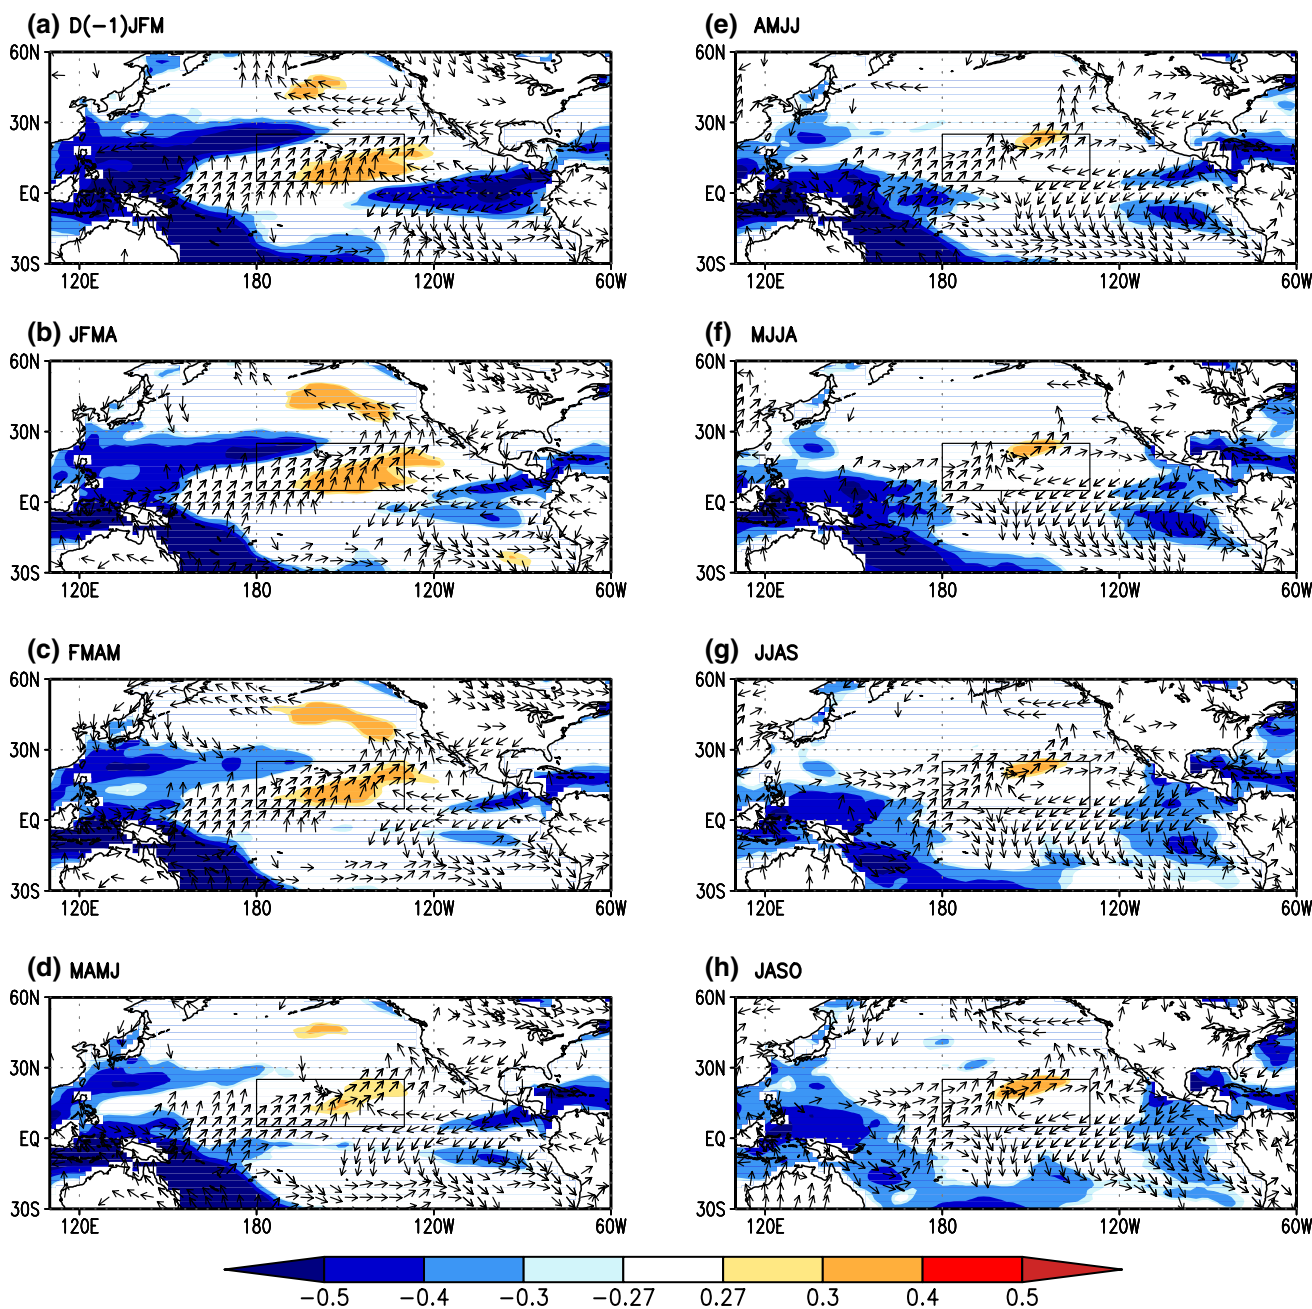 (a) D(−1)JFM
60N
30N
EQ
30S
120E 180 120W 60W
(e) AMJJ
60N
30N
EQ
30S
120E 180 120W 60W
(b) JFMA
60N
30N
EQ
30S
120E 180 120W 60W
(f) MJJA
60N
30N
EQ
30S
120E 180 120W 60W
(c) FMAM
60N
30N
EQ
30S
120E 180 120W 60W
(g) JJAS
60N
30N
EQ
30S
120E 180 120W 60W
(d) MAMJ
60N
30N
EQ
30S
120E 180 120W 60W
(h) JASO
60N
30N
EQ
30S
120E 180 120W 60W
−0.5 −0.4 −0.3 −0.27 0.27 0.3 0.4 0.5